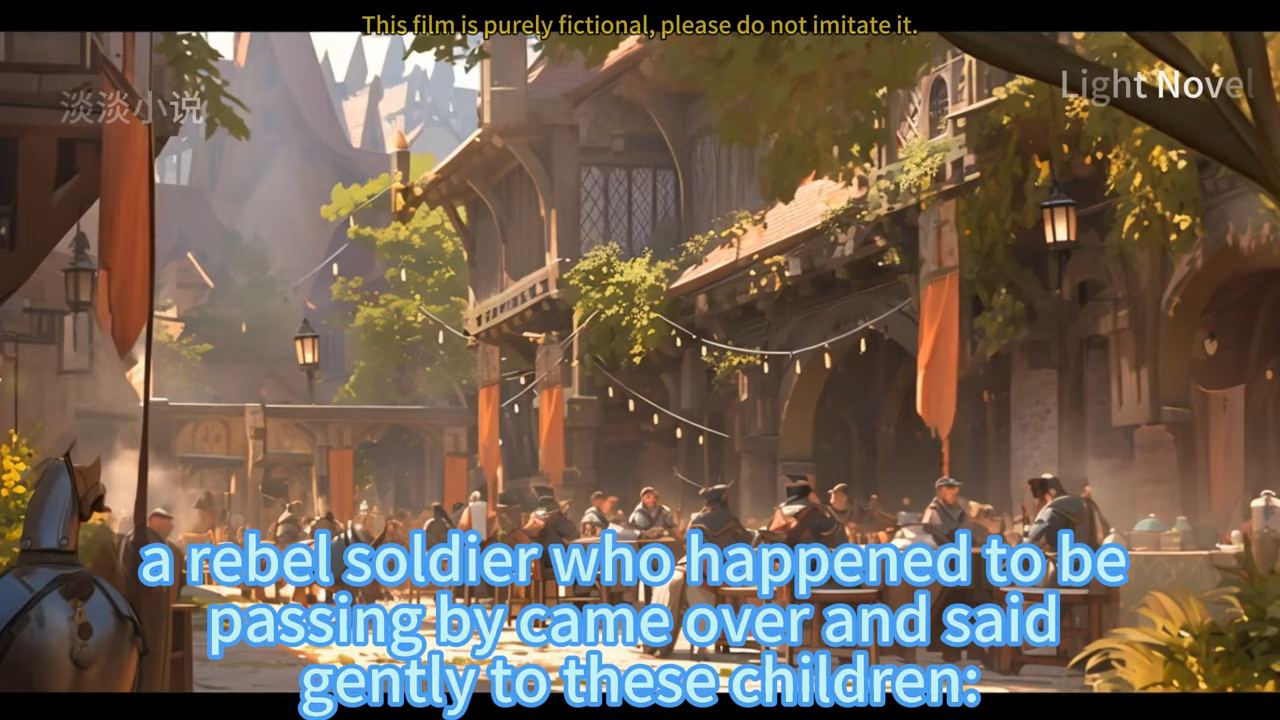 This film is purely fictional, please do not imitate it.
Light Novel
淡淡小说
a rebel soldier who happened to be
passing by came over and said
gently to these children: